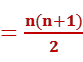 = n(n+1)/2